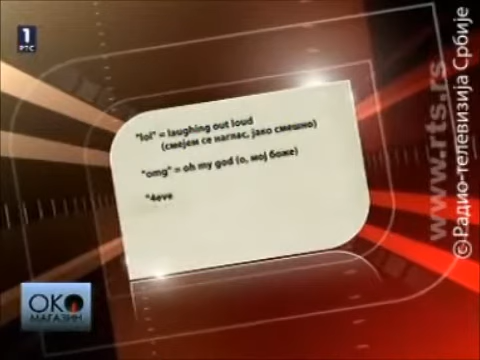 1
РТС
"lol" = laughing out loud
(смејем се наглас, јако смешно)
"omg" = oh my god (о, мој боже)
"4eve
ОКО
МАГАЗИН
www.rts.rs
© Радио-телевизија Србије